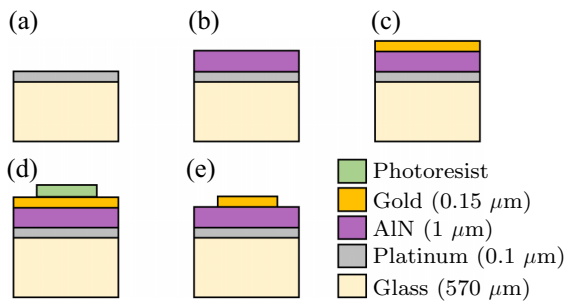 (a)
(b)
(c)
(d)
(e)
Photoresist
Gold (0.15 μm)
AlN (1 μm)
Platinum (0.1 μm)
Glass (570 μm)